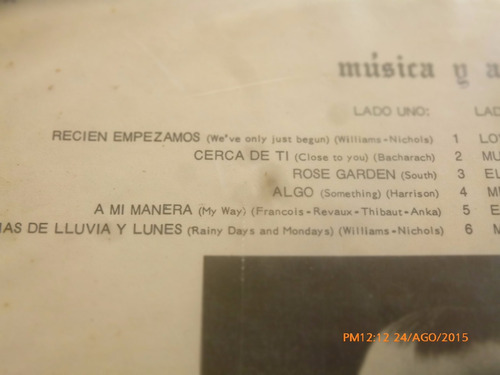 música y
LADO UNO:
RECIEN EMPEZAMOS (We've only just begun) (Williams-Nichols) 1
CERCA DE TI (Close to you) (Bacharach) 2
ROSE GARDEN (South) 3
ALGO (Something) (Harrison) 4
A MI MANERA (My Way) (Francois-Revaux-Thibaut-Anka) 5
DE LLUVIA Y LUNES (Rainy Days and Mondays) (Williams-Nichols) 6
PM12:12 24/AGO/2015